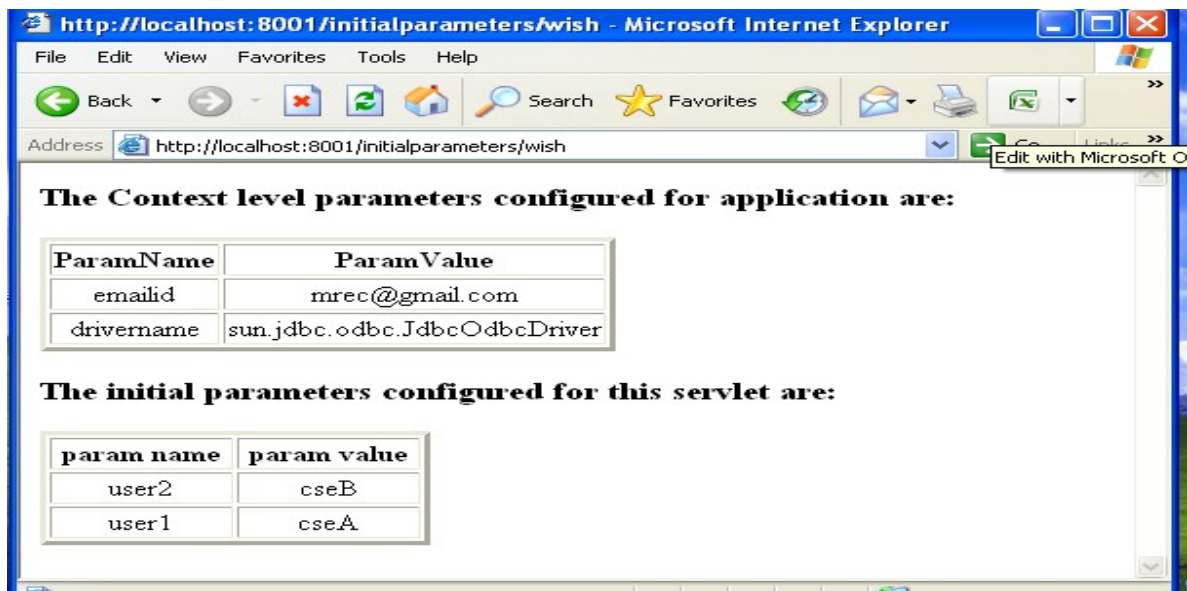 http://localhost:8001/initialparameters/wish - Microsoft Internet Explorer
File Edit View Favorites Tools Help
Back Search Favorites
Address http://localhost:8001/initialparameters/wish
Edit with Microsoft O
The Context level parameters configured for application are:
ParamName ParamValue
emailid mrec@gmail.com
drivername sun.jdbc.odbc.JdbcOdbcDriver
The initial parameters configured for this servlet are:
param name param value
user2 cseB
user1 cseA